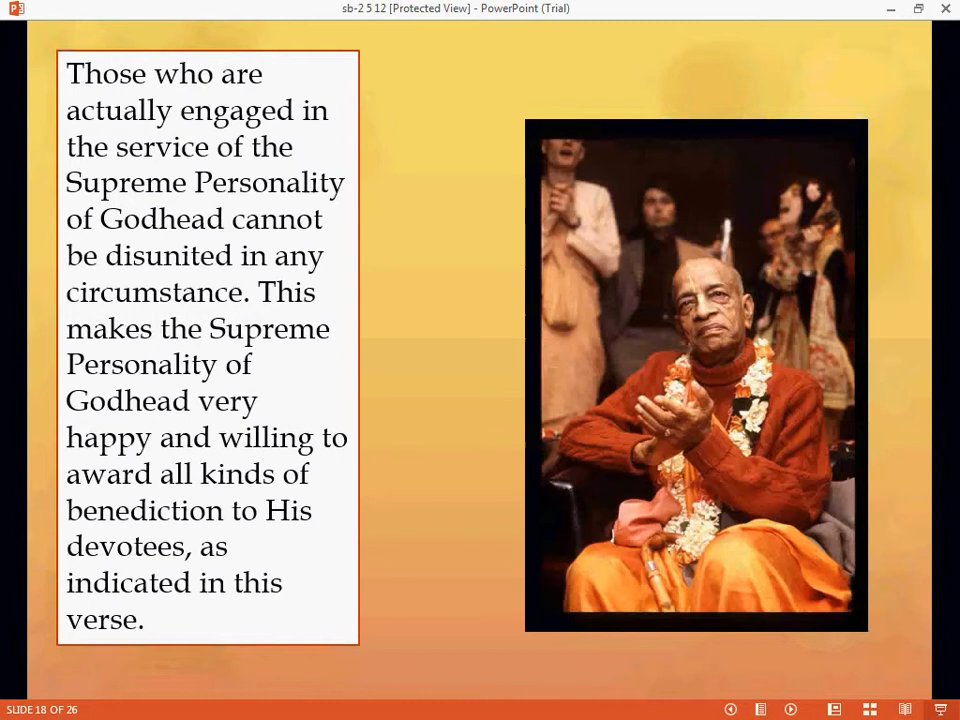 sb-2 5 12 [Protected View] - PowerPoint (Trial)
Those who are
actually engaged in
the service of the
Supreme Personality
of Godhead cannot
be disunited in any
circumstance. This
makes the Supreme
Personality of
Godhead very
happy and willing to
award all kinds of
benediction to His
devotees, as
indicated in this
verse.
SLIDE 18 OF 26